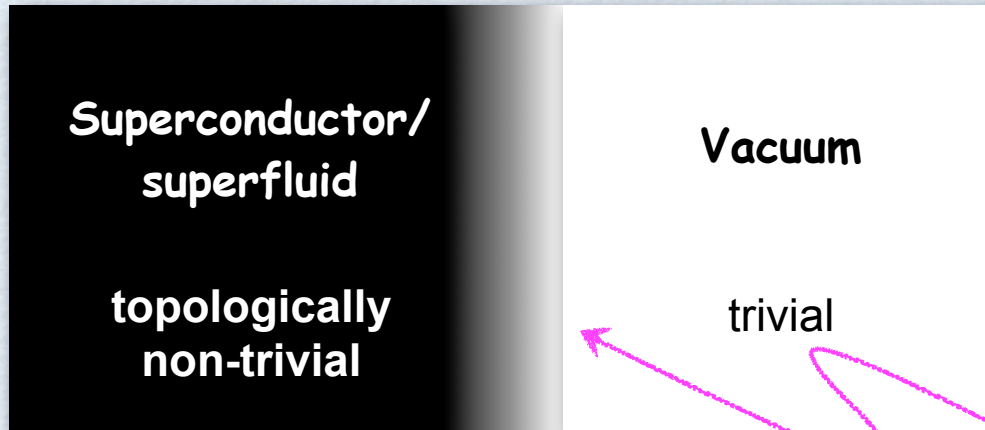 Superconductor/
superfluid
topologically
non-trivial
Vacuum
trivial